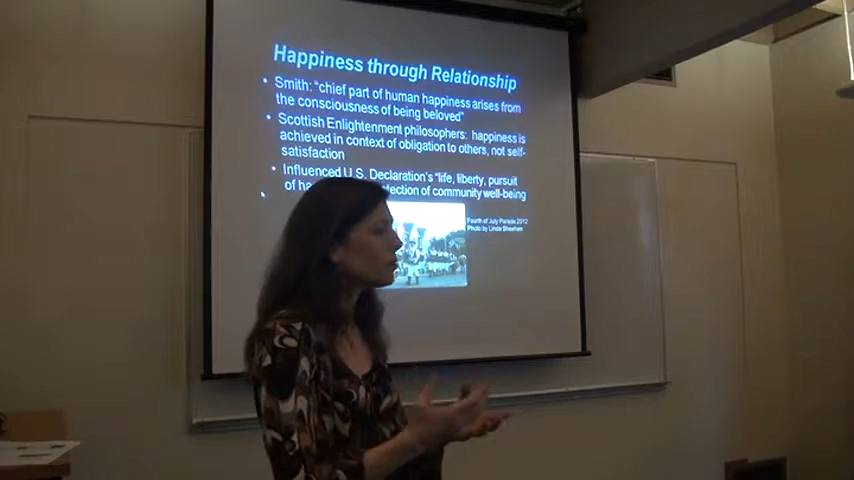 Happiness through Relationship
• Smith: "chief part of human happiness arises from
the consciousness of being beloved"
• Scottish Enlightenment philosophers: happiness is
achieved in context of obligation to others, not self-
satisfaction
• Influenced U.S. Declaration's "life, liberty, pursuit
of of community well-being
Fourth of July Parade 2012
Photo by Linda Sheehan